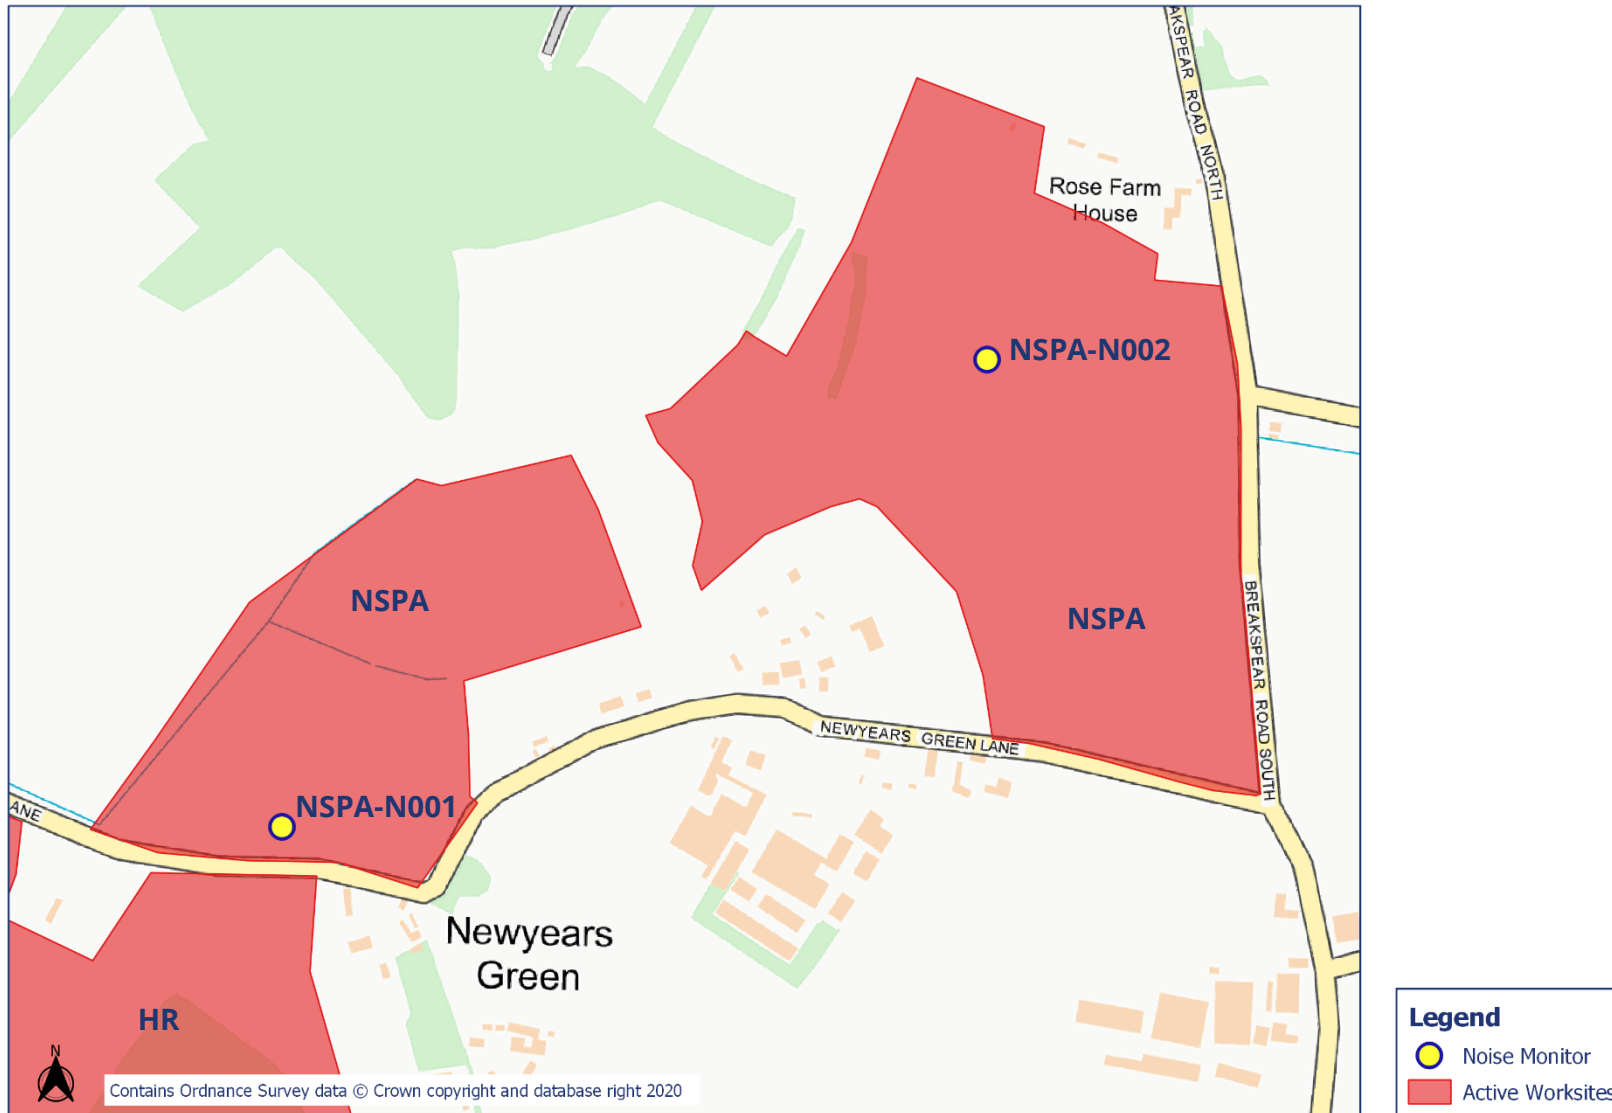 AKSPEAR ROAD NORTH
Rose Farm
House
NSPA-N002
NSPA
NSPA
BREAKSPEAR ROAD SOUTH
NEWYEARS GREEN LANE
NSPA-N001
ANE
Newyears
Green
HR
N
Contains Ordnance Survey data © Crown copyright and database right 2020
Legend
Noise Monitor
Active Worksites